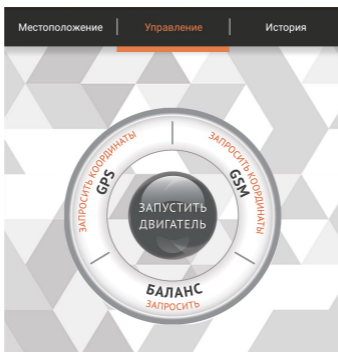 Местоположение
Управление
История
ЗАПРОСИТЬ КООРДИНАТЫ
GPS
ЗАПРОСИТЬ КООРДИНАТЫ
GSM
ЗАПУСТИТЬ
ДВИГАТЕЛЬ
БАЛАНС
ЗАПРОСИТЬ